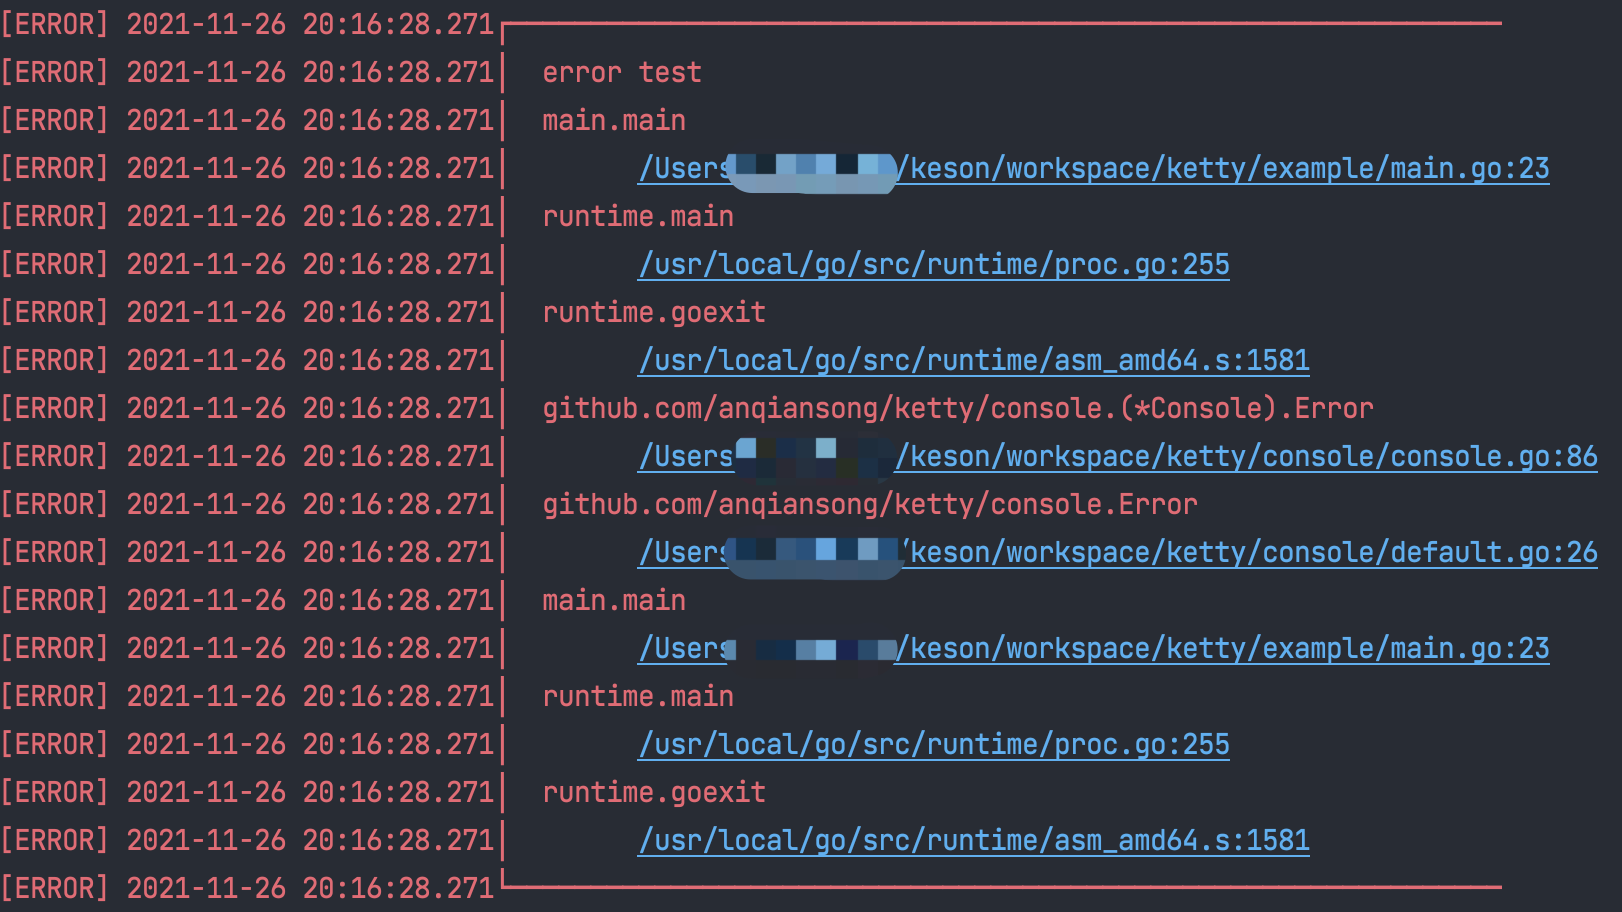 [ERROR] 2021-11-26 20:16:28.271
[ERROR] 2021-11-26 20:16:28.271 error test
[ERROR] 2021-11-26 20:16:28.271 main.main
[ERROR] 2021-11-26 20:16:28.271 /Users /keson/workspace/ketty/example/main.go:23
[ERROR] 2021-11-26 20:16:28.271 runtime.main
[ERROR] 2021-11-26 20:16:28.271 /usr/local/go/src/runtime/proc.go:255
[ERROR] 2021-11-26 20:16:28.271 runtime.goexit
[ERROR] 2021-11-26 20:16:28.271 /usr/local/go/src/runtime/asm_amd64.s:1581
[ERROR] 2021-11-26 20:16:28.271 github.com/anqiansong/ketty/console.(*Console).Error
[ERROR] 2021-11-26 20:16:28.271 /Users /keson/workspace/ketty/console/console.go:86
[ERROR] 2021-11-26 20:16:28.271 github.com/anqiansong/ketty/console.Error
[ERROR] 2021-11-26 20:16:28.271 /Users /keson/workspace/ketty/console/default.go:26
[ERROR] 2021-11-26 20:16:28.271 main.main
[ERROR] 2021-11-26 20:16:28.271 /Users /keson/workspace/ketty/example/main.go:23
[ERROR] 2021-11-26 20:16:28.271 runtime.main
[ERROR] 2021-11-26 20:16:28.271 /usr/local/go/src/runtime/proc.go:255
[ERROR] 2021-11-26 20:16:28.271 runtime.goexit
[ERROR] 2021-11-26 20:16:28.271 /usr/local/go/src/runtime/asm_amd64.s:1581
[ERROR] 2021-11-26 20:16:28.271